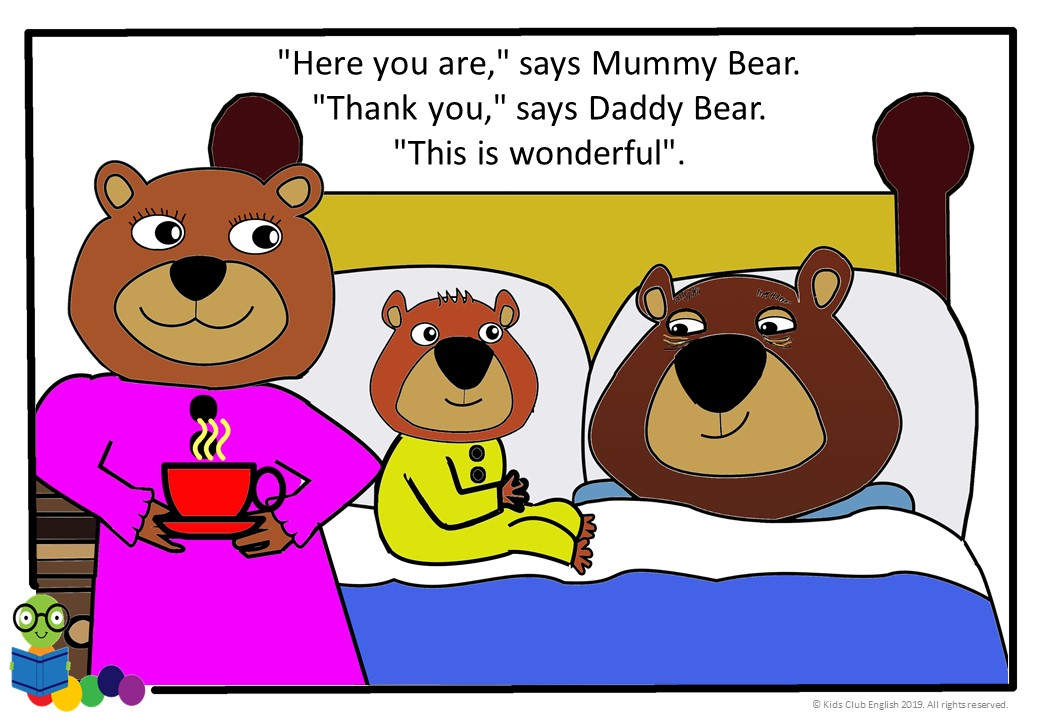 "Here you are," says Mummy Bear.
"Thank you," says Daddy Bear.
"This is wonderful".
© Kids Club English 2019. All rights reserved.